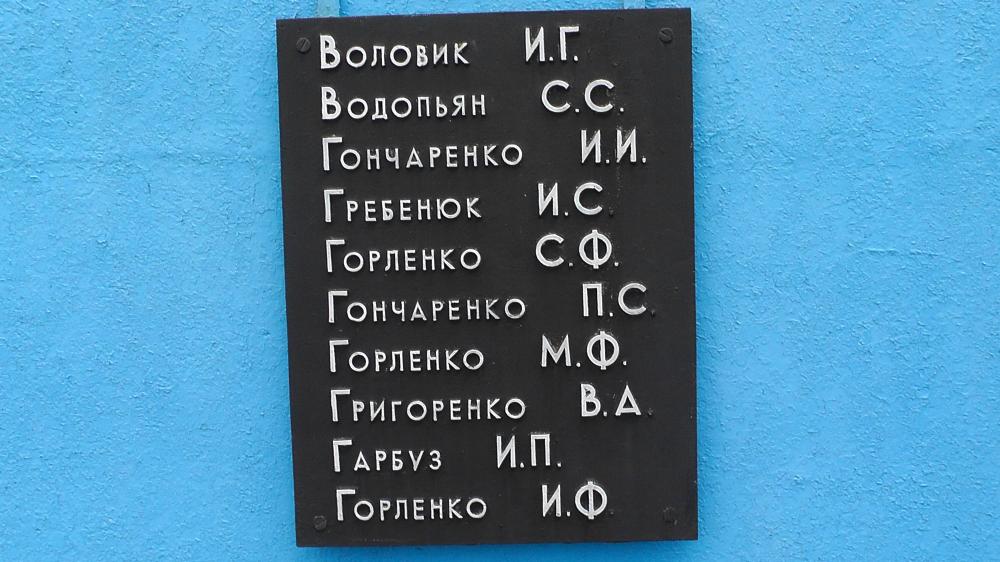 Воловик И.Г.
Водопьян С.С.
Гончаренко И.И.
Гребенюк И.С.
Горленко С.Ф.
Гончаренко П.С.
Горленко М.Ф.
Григоренко В.А.
Гарбуз И.П.
Горленко И.Ф